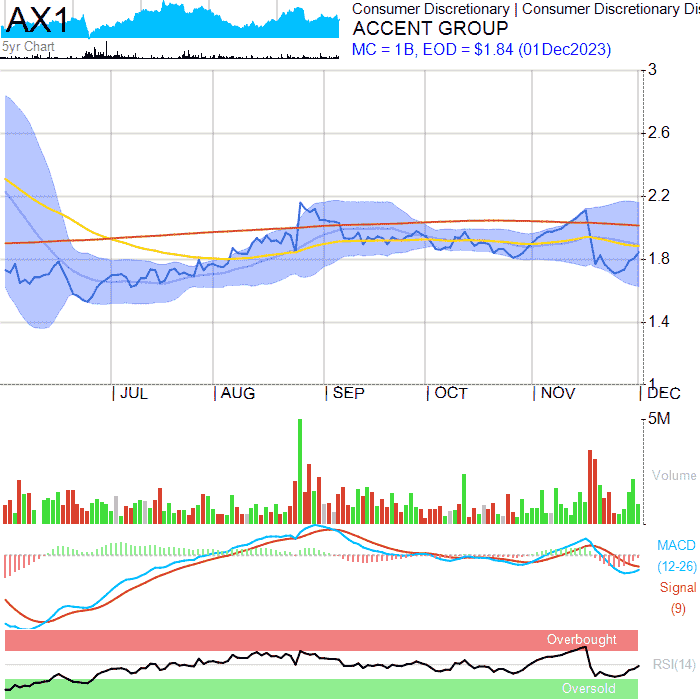 AX1
5yr Chart
Consumer Discretionary | Consumer Discretionary Dis
ACCENT GROUP
MC = 1B, EOD = $1.84 (01Dec2023)
3
2.6
2.2
1.8
1.4
1
JUL
AUG
SEP
OCT
NOV
DEC
5M
Volume
MACD
(12-26)
Signal
(9)
Overbought
RSI(14)
Oversold